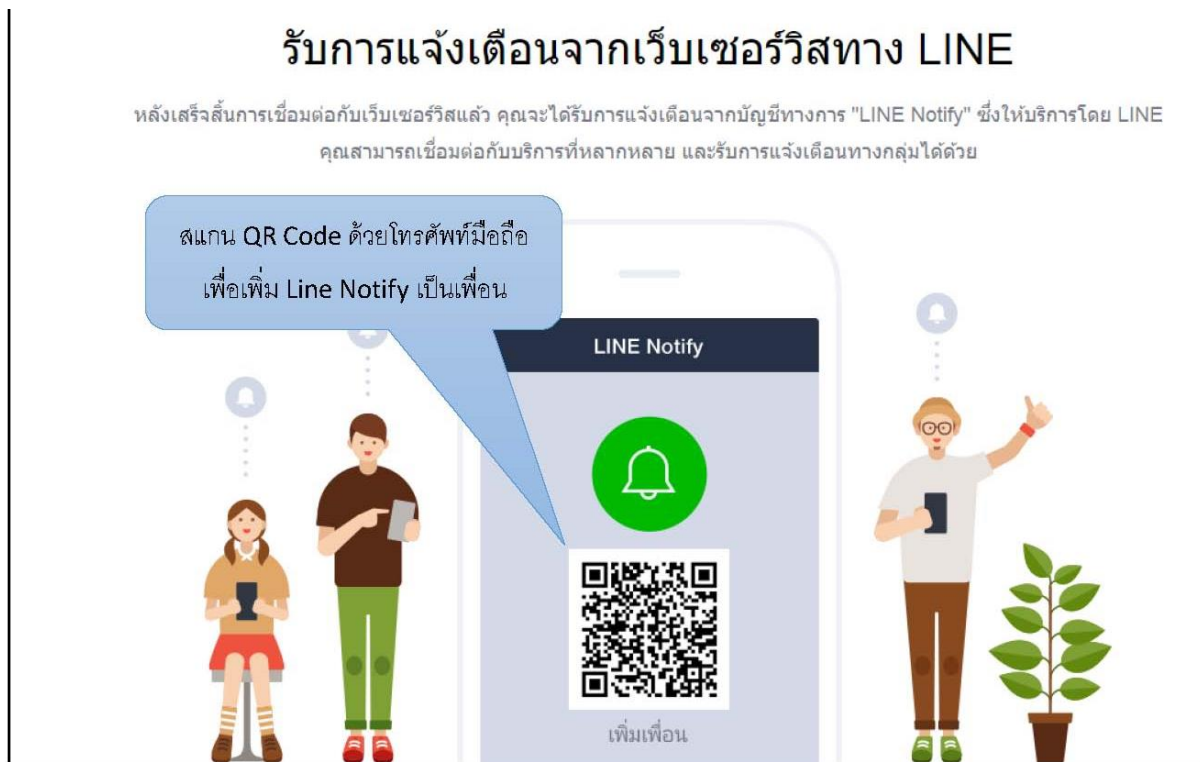 รับการแจ้งเตือนจากเว็บเซอร์วิสทาง LINE
หลังเสร็จสิ้นการเชื่อมต่อกับเว็บเซอร์วิสแล้ว คุณจะได้รับการแจ้งเตือนจากบัญชีทางการ "LINE Notify" ซึ่งให้บริการโดย LINE
คุณสามารถเชื่อมต่อกับบริการที่หลากหลาย และรับการแจ้งเตือนทางกลุ่มได้ด้วย
สแกน QR Code ด้วยโทรศัพท์มือถือ
เพื่อเพิ่ม Line Notify เป็นเพื่อน
LINE Notify
เพิ่มเพื่อน